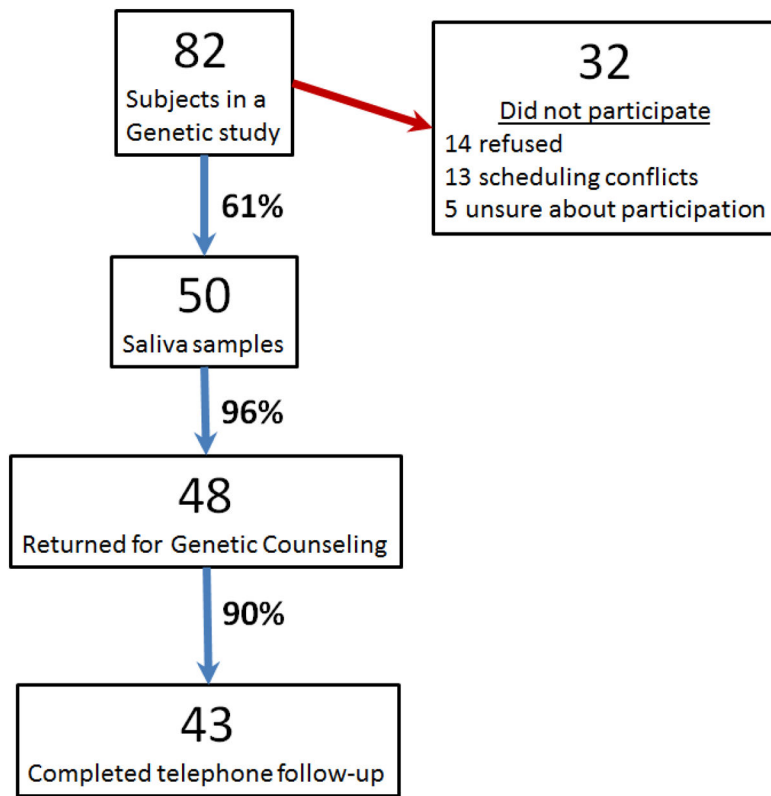 82
Subjects in a
Genetic study
32
Did not participate
14 refused
13 scheduling conflicts
5 unsure about participation
61%
50
Saliva samples
96%
48
Returned for Genetic Counseling
90%
43
Completed telephone follow-up